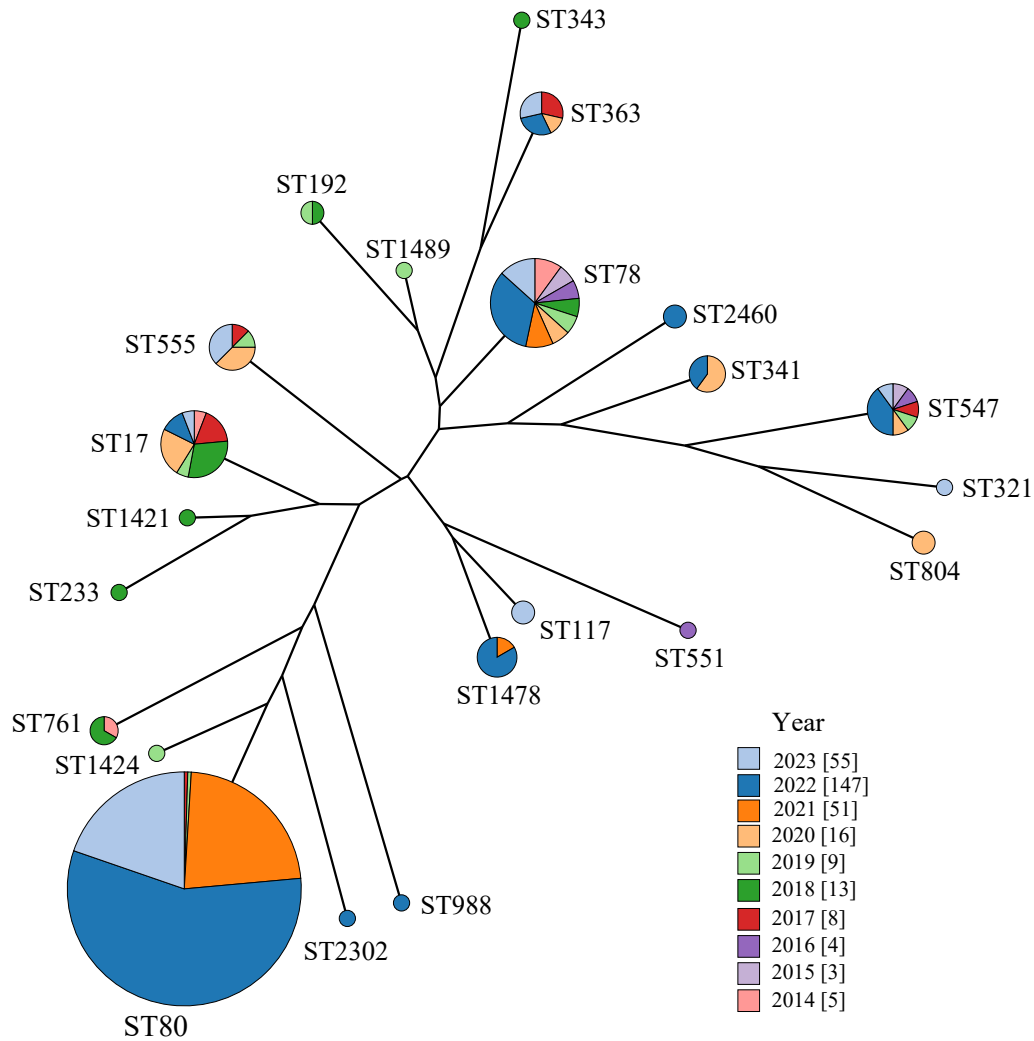 ST343
ST363
ST192
ST1489
ST78
ST2460
ST555
ST341
ST547
ST17
ST321
ST1421
ST804
ST233
ST117
ST551
ST1478
ST761
ST1424
Year
2023 [55]
2022 [147]
2021 [51]
2020 [16]
2019 [9]
2018 [13]
2017 [8]
2016 [4]
2015 [3]
2014 [5]
ST988
ST2302
ST80